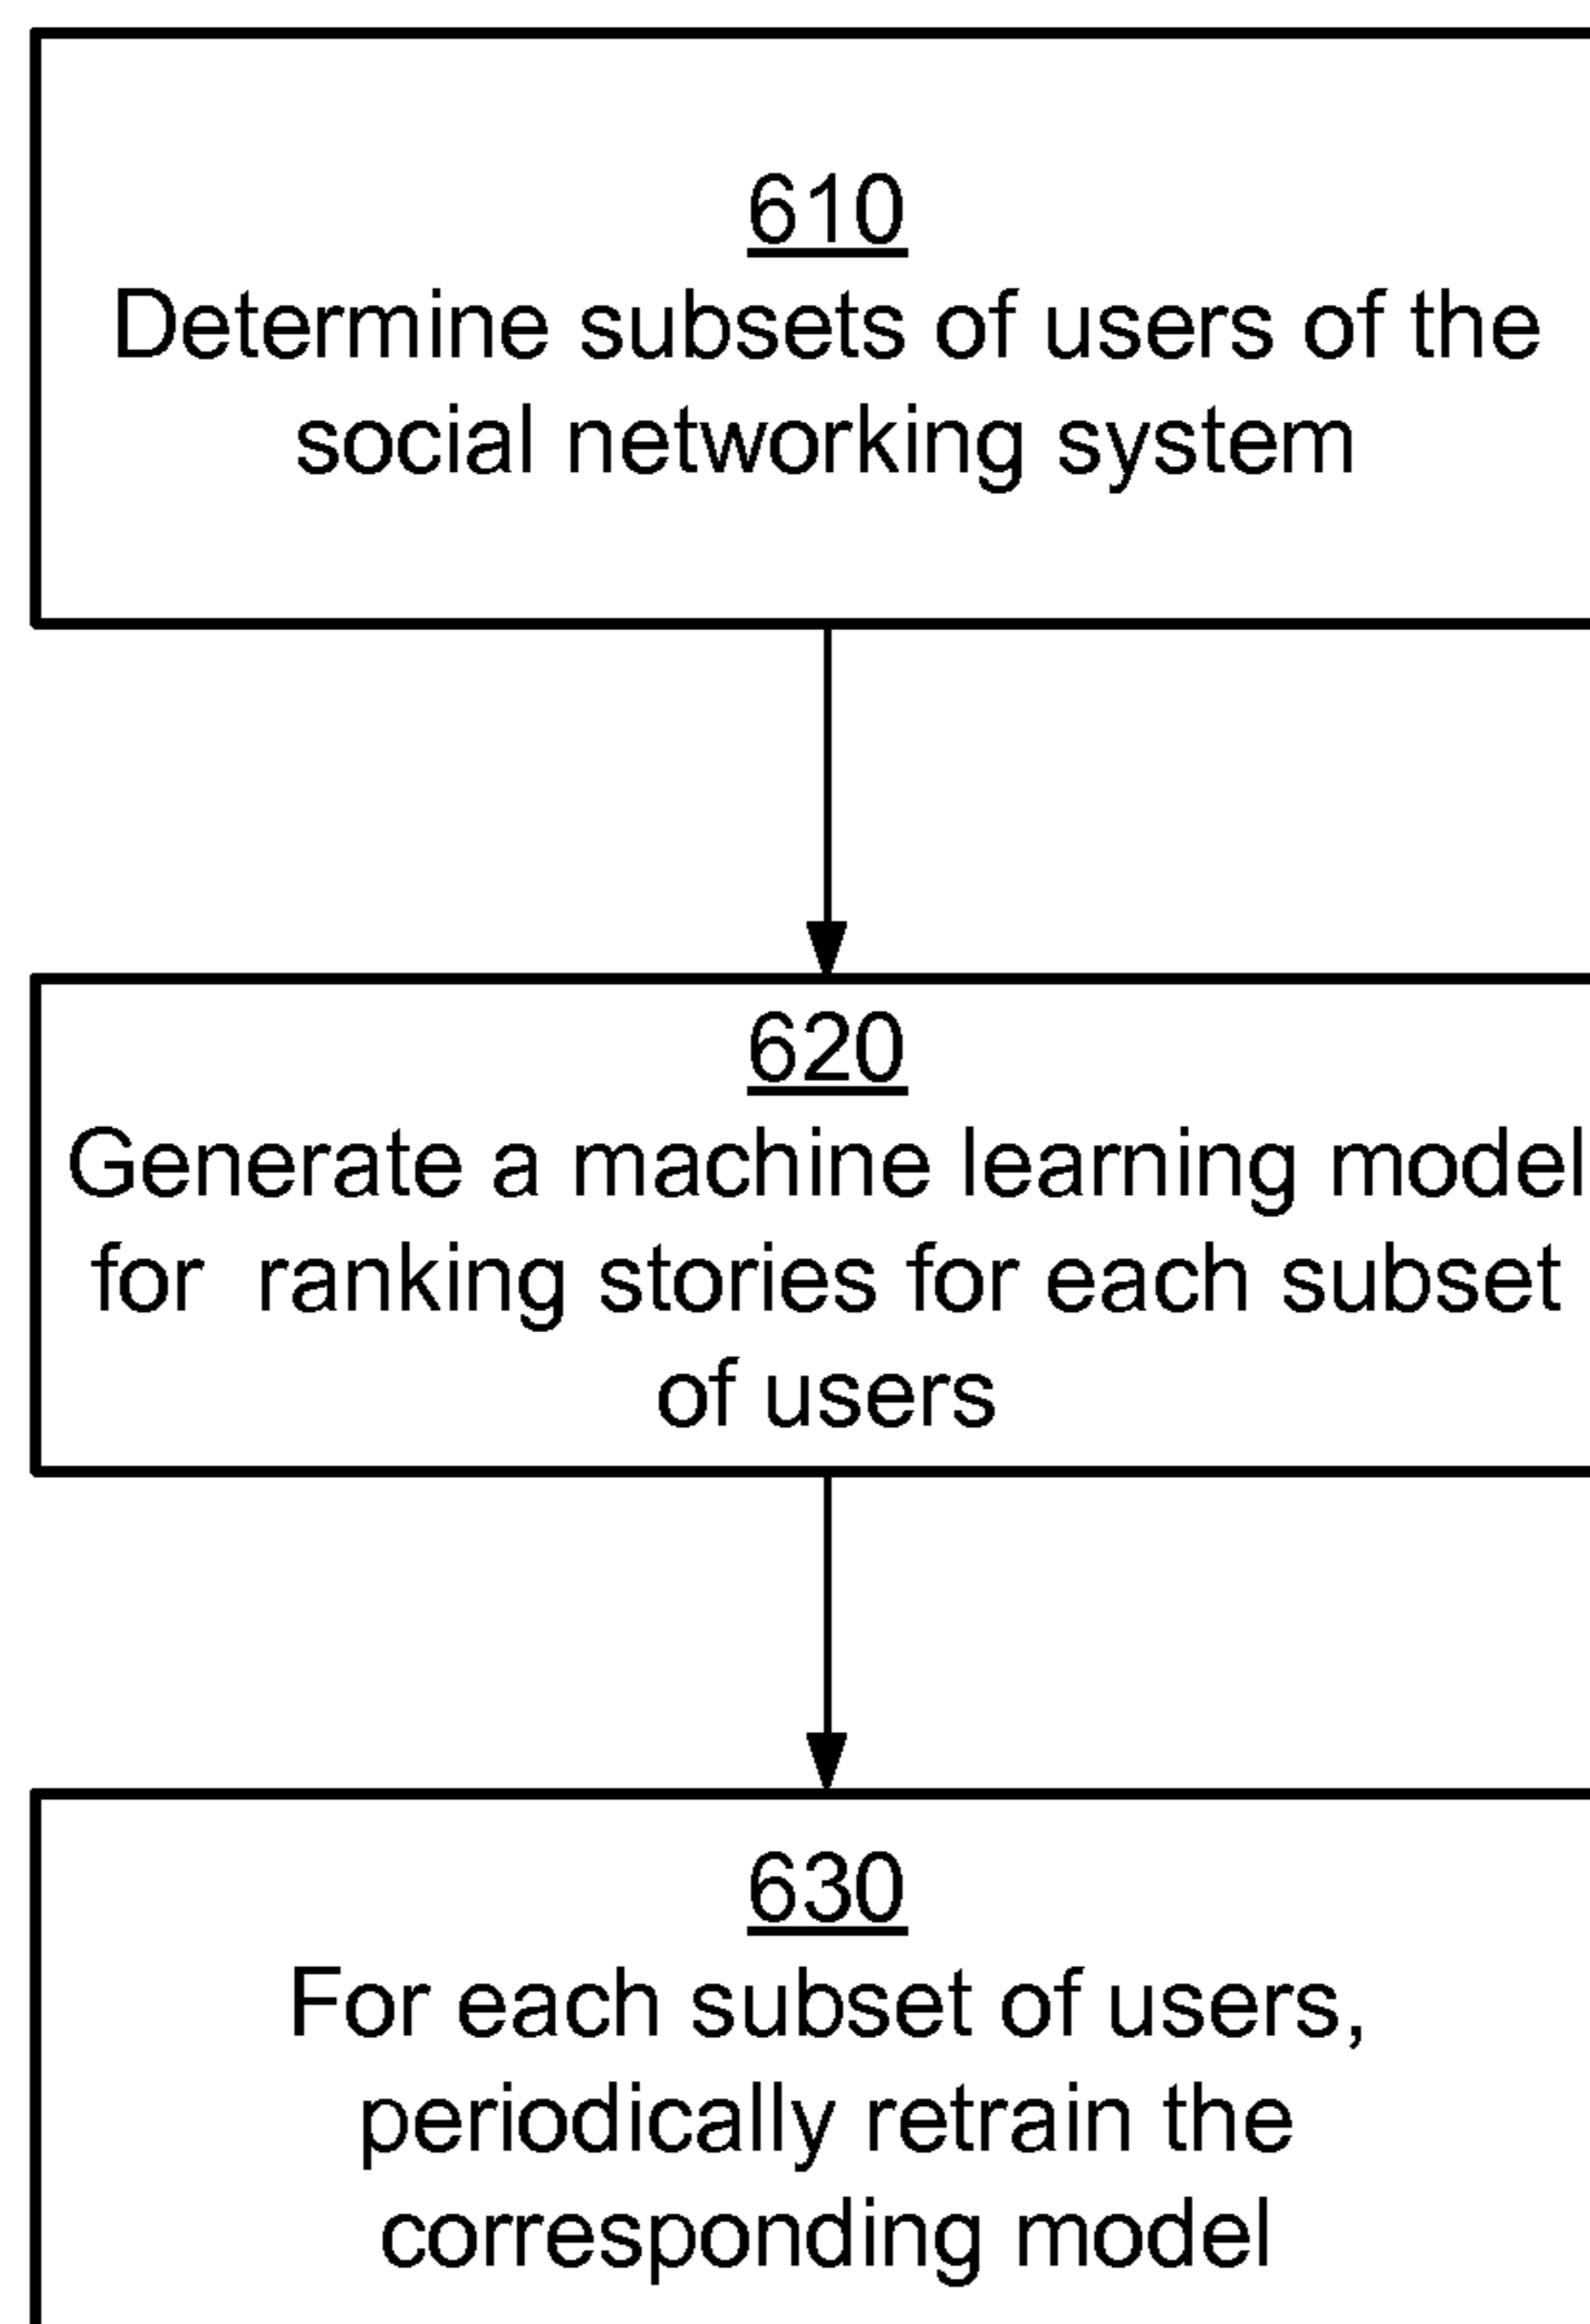 610
Determine subsets of users of the
social networking system
620
Generate a machine learning model
for ranking stories for each subset
of users
630
For each subset of users,
periodically retrain the
corresponding model